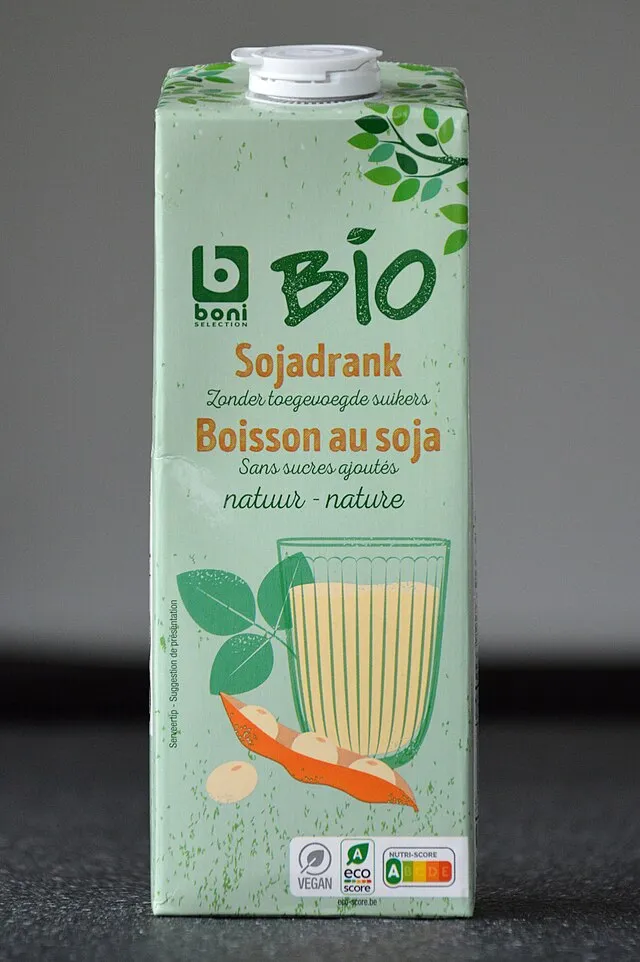 b
boni
SELECTION
BIO
Sojadrank
Zonder toegevoegde suikers
Boisson au soja
Sans sucres ajoutés
natuur - nature
Serveertip - Suggestion de présentation
VEGAN
A
eco
score
eco-score.be
NUTRI-SCORE
A B C D E